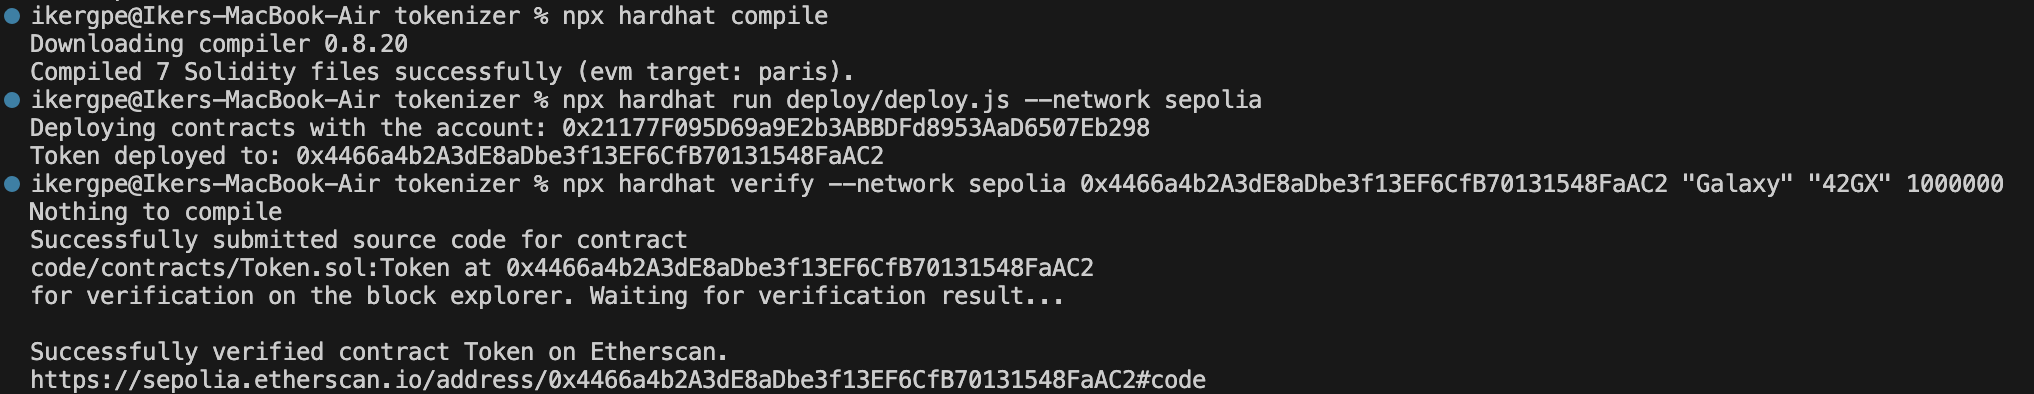 ikergpe@Ikers-MacBook-Air tokenizer % npx hardhat compile
Downloading compiler 0.8.20
Compiled 7 Solidity files successfully (evm target: paris).
ikergpe@Ikers-MacBook-Air tokenizer % npx hardhat run deploy/deploy.js --network sepolia
Deploying contracts with the account: 0x21177F095D69a9E2b3ABBDFd8953AaD6507Eb298
Token deployed to: 0x4466a4b2A3dE8aDbe3f13EF6CfB70131548FaAC2
ikergpe@Ikers-MacBook-Air tokenizer % npx hardhat verify --network sepolia 0x4466a4b2A3dE8aDbe3f13EF6CfB70131548FaAC2 "Galaxy" "42GX" 1000000
Nothing to compile
Successfully submitted source code for contract
code/contracts/Token.sol:Token at 0x4466a4b2A3dE8aDbe3f13EF6CfB70131548FaAC2
for verification on the block explorer. Waiting for verification result...
Successfully verified contract Token on Etherscan.
https://sepolia.etherscan.io/address/0x4466a4b2A3dE8aDbe3f13EF6CfB70131548FaAC2#code